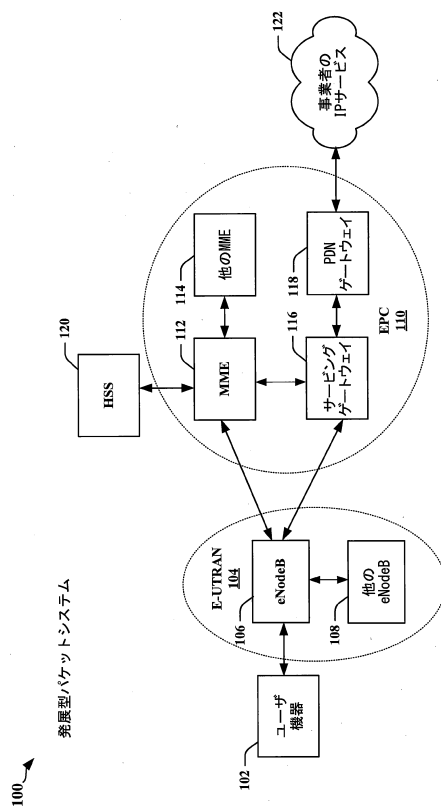 100
発展型パケットシステム
102
ユーザ
機器
E-UTRAN
104
106
eNodeB
108
他の
eNodeB
120
HSS
112
MME
114
他のMME
116
サービング
ゲートウェイ
118
PDN
ゲートウェイ
EPC
110
122
事業者の
IPサービス